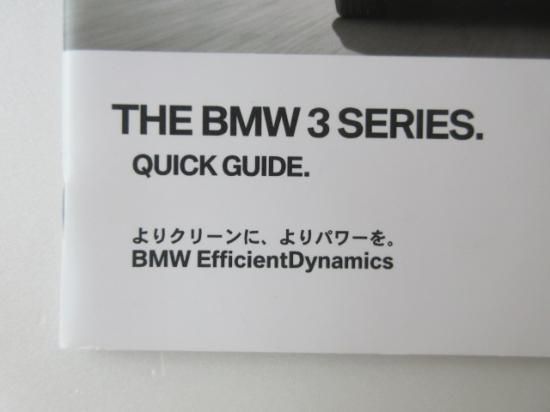 THE BMW 3 SERIES.
QUICK GUIDE.
よりクリーンに、よりパワーを。
BMW EfficientDynamics